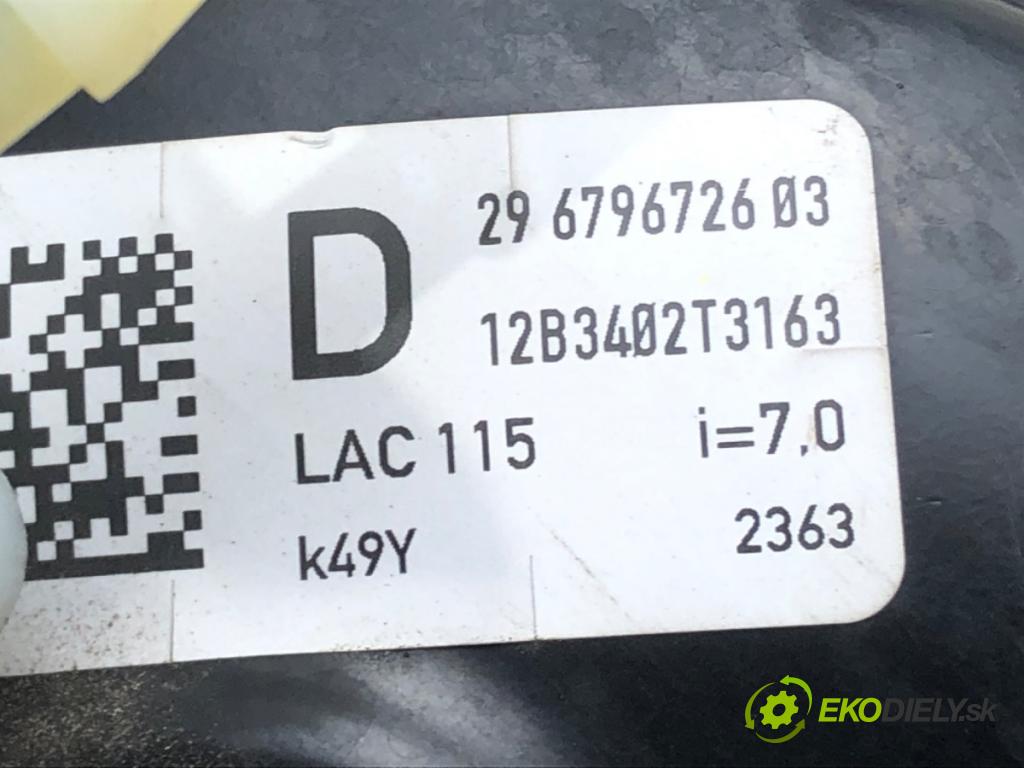 D
29 6796726 03
12B3402T3163
LAC 115 i=7,0
k49Y 2363
EKODIELY.sk